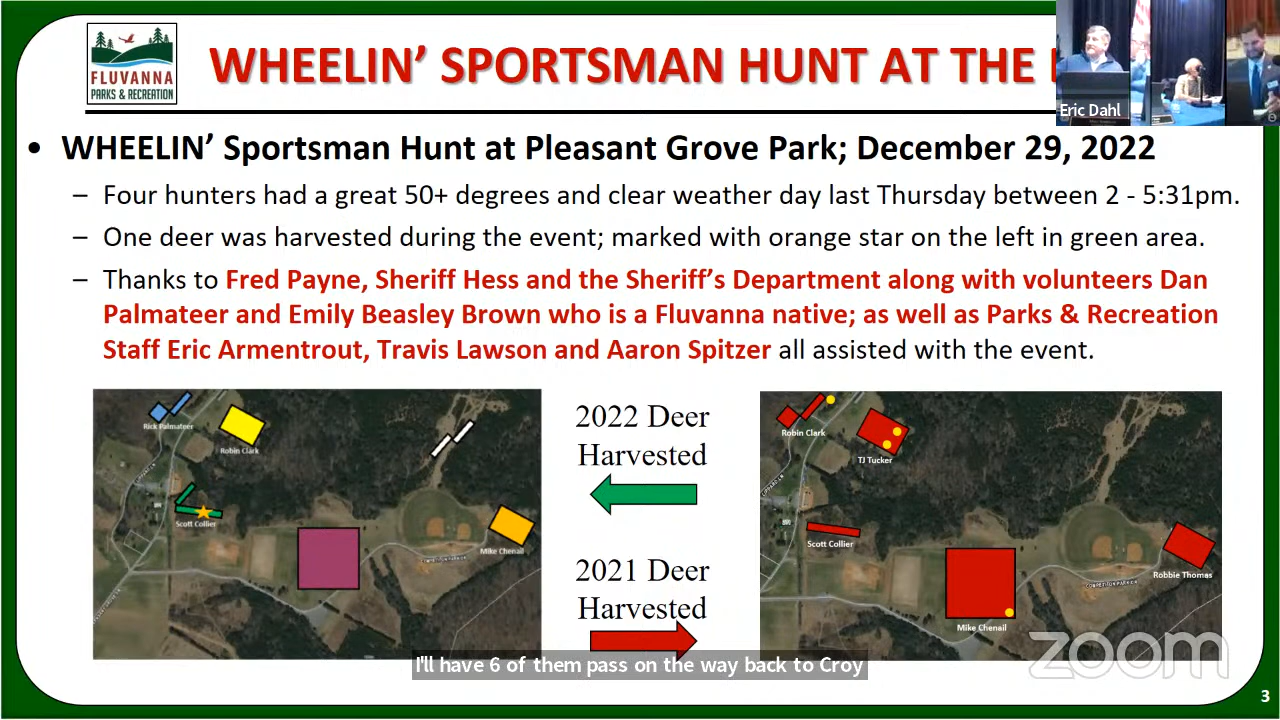 FLUVANNA
PARKS & RECREATION
WHEELIN’ SPORTSMAN HUNT AT THE
Eric Dahl
• WHEELIN’ Sportsman Hunt at Pleasant Grove Park; December 29, 2022
– Four hunters had a great 50+ degrees and clear weather day last Thursday between 2 - 5:31pm.
– One deer was harvested during the event; marked with orange star on the left in green area.
– Thanks to Fred Payne, Sheriff Hess and the Sheriff’s Department along with volunteers Dan
Palmateer and Emily Beasley Brown who is a Fluvanna native; as well as Parks & Recreation
Staff Eric Armentrout, Travis Lawson and Aaron Spitzer all assisted with the event.
Rick Palmateer
Robin Clark
Scott Collier
Mike Chenail
2022 Deer
Harvested
2021 Deer
Harvested
Robin Clark
TJ Tucker
Scott Collier
Robbie Thomas
Mike Chenail
zoom
I'll have 6 of them pass on the way back to Croy
3